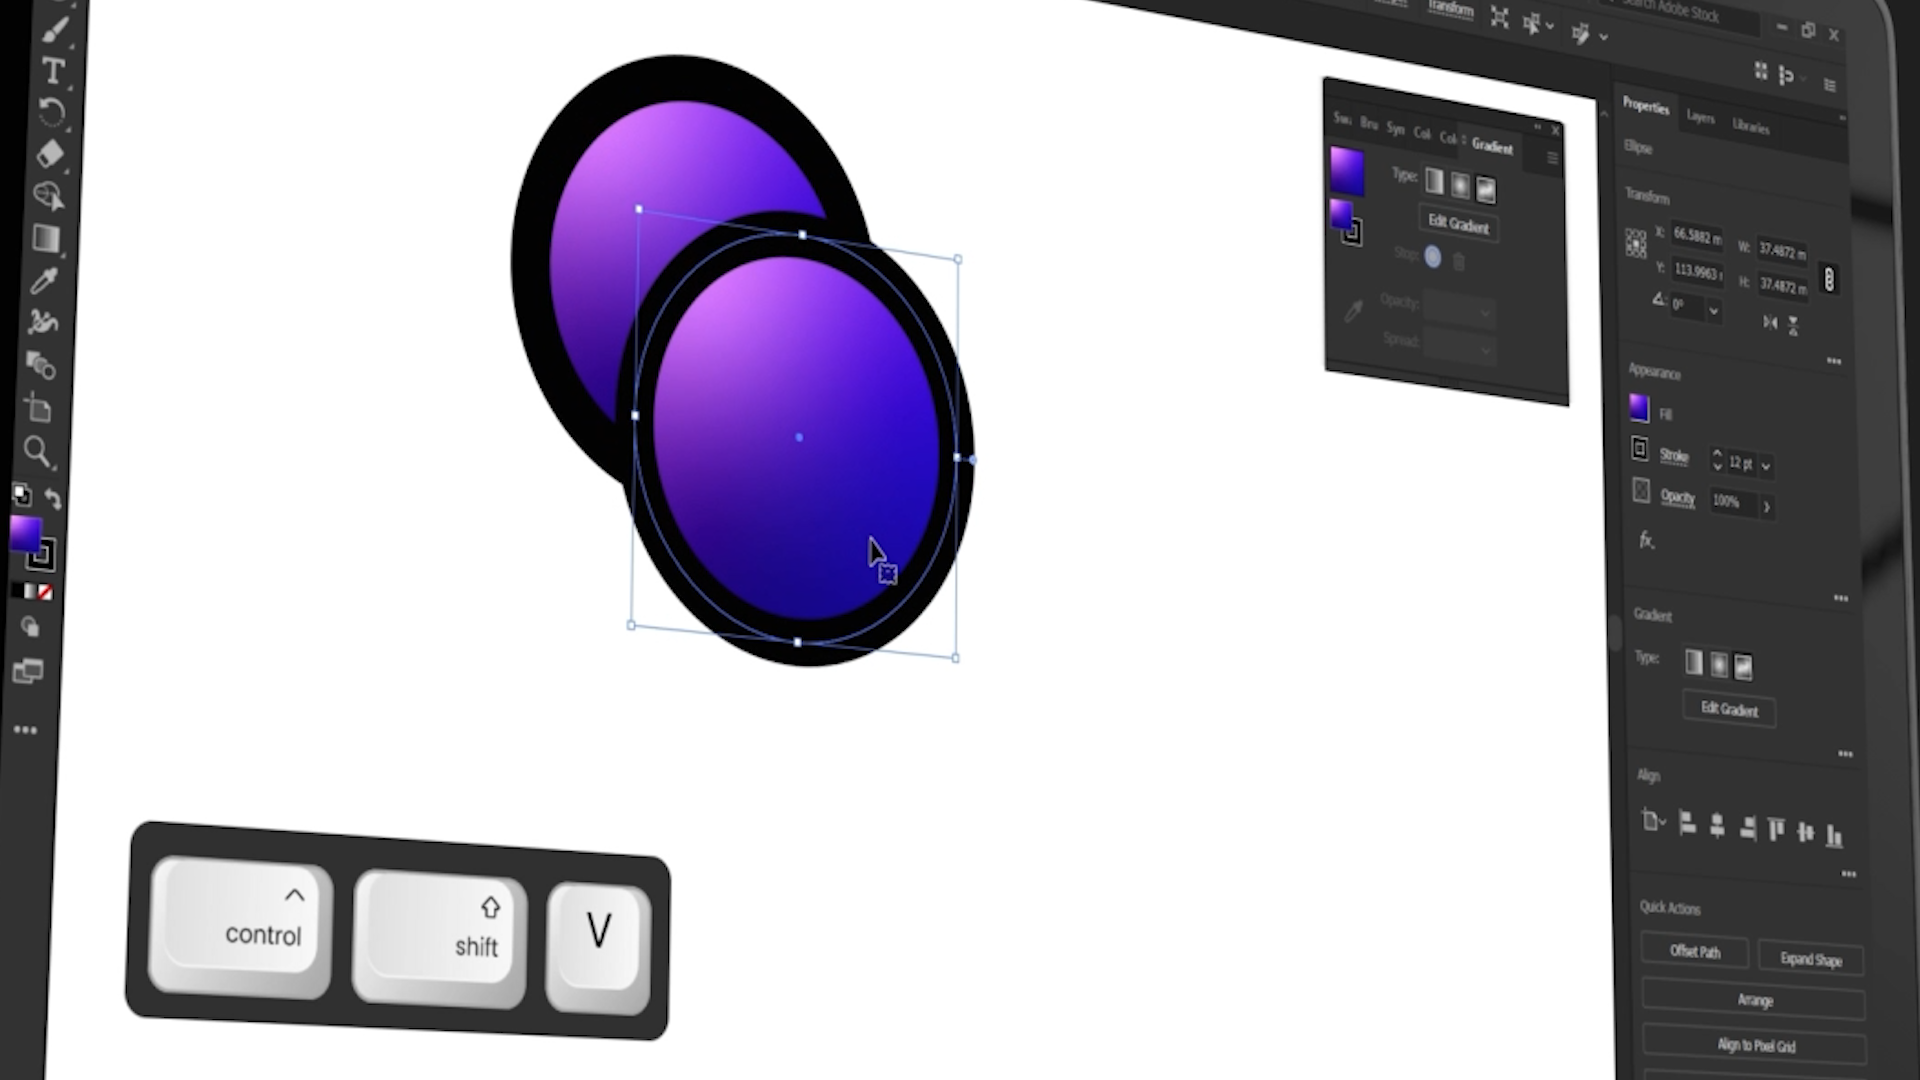 Transform
Search Adobe Stock
T
Properties
Layers
Libraries
Bru
Syn
Col
Col
Gradient
Type:
Edit Gradient
Stop:
Opacity:
Spread:
Ellipse
Transform
X:
66.5882 m
W:
37.4872 m
Y:
113.9963
H:
37.4872 m
0°
Appearance
Fill
Stroke
12 pt
Opacity
100%
fx.
Gradient
Type:
Edit Gradient
Align
Quick Actions
Offset Path
Expand Shape
Arrange
Align to Pixel Grid
control
shift
V